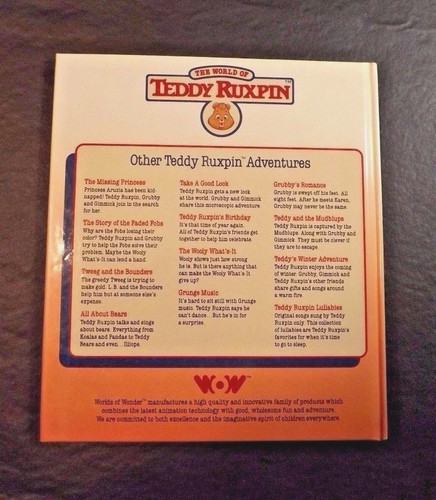 THE WORLD OF
TEDDY RUXPIN™
Other Teddy Ruxpin™ Adventures
The Missing Princess
Princess Aruzia has been kid-
napped! Teddy Ruxpin, Grubby
and Gimmick join in the search
for her.
The Story of the Faded Fobs
Why are the Fobs losing their
color? Teddy Ruxpin and Grubby
try to help the Fobs solve their
problem. Maybe the Wooly
What's-It can lend a hand.
Tweeg and the Bounders
The greedy Tweeg is trying to
make gold. L.B. and the Bounders
help him but at someone else's
expense.
All About Bears
Teddy Ruxpin talks and sings
about bears. Everything from
Koalas and Pandas to Teddy
Bears and even ... Illiops.
Take A Good Look
Teddy Ruxpin gets a new look
at the world. Grubby and Gimmick
share this microscopic adventure.
Teddy Ruxpin's Birthday
It's that time of year again.
All of Teddy Ruxpin's friends get
together to help him celebrate.
The Wooly What's-It
Wooly shows just how strong
he is. But is there anything that
can make the Wooly What's-It
give up?
Grunge Music
It's hard to sit still with Grunge
music. Teddy Ruxpin says he
can't dance... But he's in for
a surprise.
Grubby's Romance
Grubby is swept off his feet. All
eight feet. After he meets Karen,
Grubby may never be the same.
Teddy and the Mudblups
Teddy Ruxpin is captured by the
Mudblups. Along with Grubby and
Gimmick. They must be clever if
they are to escape.
Teddy's Winter Adventure
Teddy Ruxpin enjoys the coming
of winter. Grubby, Gimmick and
Teddy Ruxpin's other friends
share gifts and songs around
a warm fire.
Teddy Ruxpin Lullabies
Original songs sung by Teddy
Ruxpin only. This collection
of lullabies are Teddy Ruxpin's
favorites for when it's time
to go to sleep.
WOW™
Worlds of Wonder™ manufactures a high quality and innovative family of products which
combines the latest animation technology with good, wholesome fun and adventure.
We are committed to both excellence and the imaginative spirit of children everywhere.